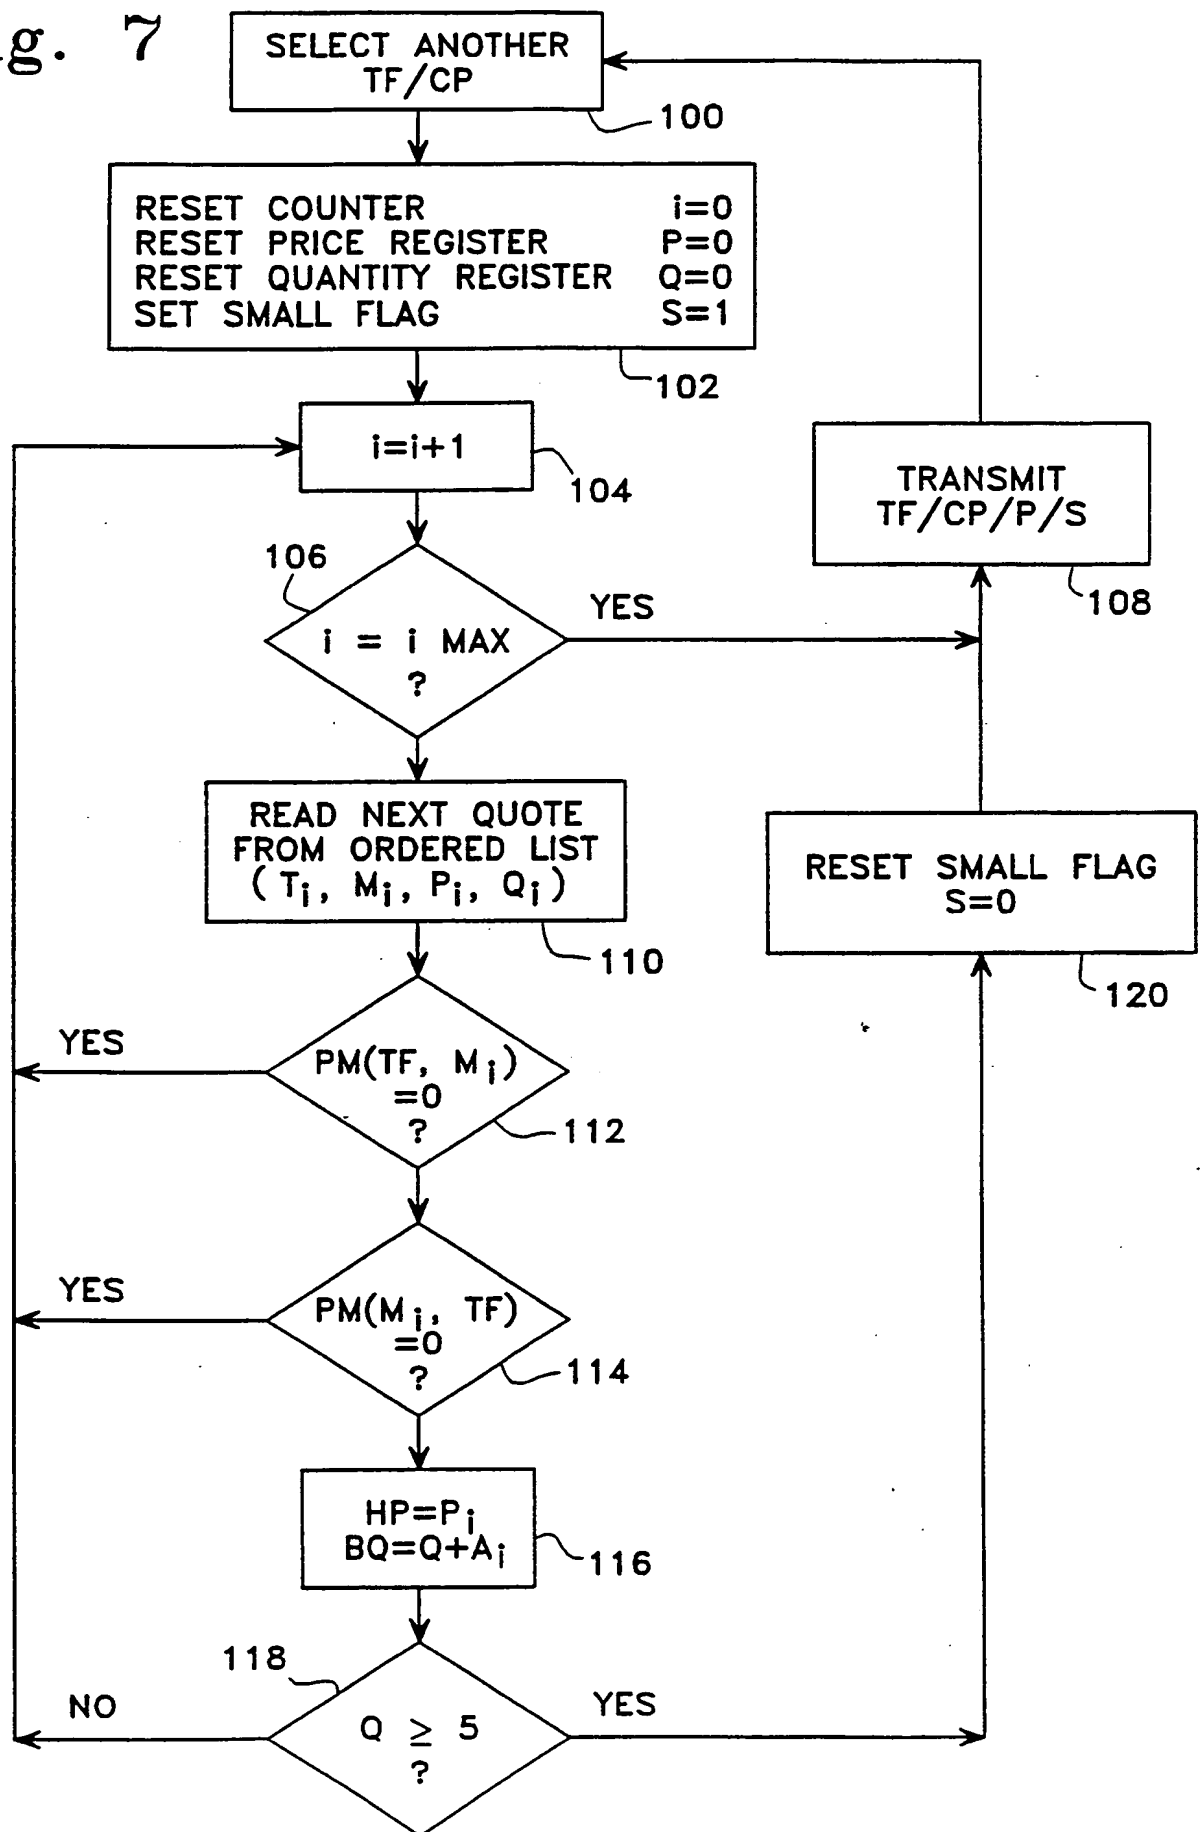 g. 7
SELECT ANOTHER
TF/CP
100
RESET COUNTER i=0
RESET PRICE REGISTER P=0
RESET QUANTITY REGISTER Q=0
SET SMALL FLAG S=1
102
i=i+1
104
TRANSMIT
TF/CP/P/S
108
106
i = i MAX
?
YES
READ NEXT QUOTE
FROM ORDERED LIST
( Ti, Mi, Pi, Qi )
110
RESET SMALL FLAG
S=0
120
YES
PM(TF, Mi)
=0
?
112
YES
PM(Mi, TF)
=0
?
114
HP=Pi
BQ=Q+Ai
116
118
NO
Q ≥ 5
?
YES